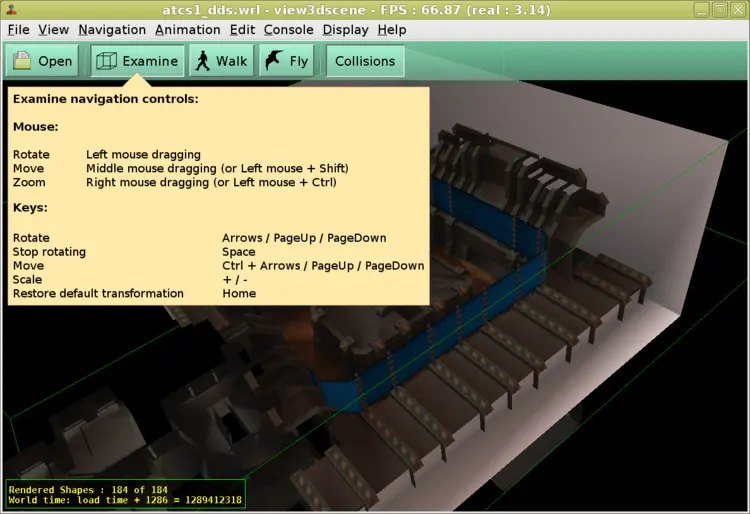 atcs1_dds.wrl - view3dscene - FPS : 66.87 (real : 3.14)
File View Navigation Animation Edit Console Display Help
Open Examine Walk Fly Collisions
Examine navigation controls:
Mouse:
Rotate Left mouse dragging
Move Middle mouse dragging (or Left mouse + Shift)
Zoom Right mouse dragging (or Left mouse + Ctrl)
Keys:
Rotate Arrows / PageUp / PageDown
Stop rotating Space
Move Ctrl + Arrows / PageUp / PageDown
Scale + / -
Restore default transformation Home
Rendered Shapes : 184 of 184
World time: load time + 1286 = 1289412318